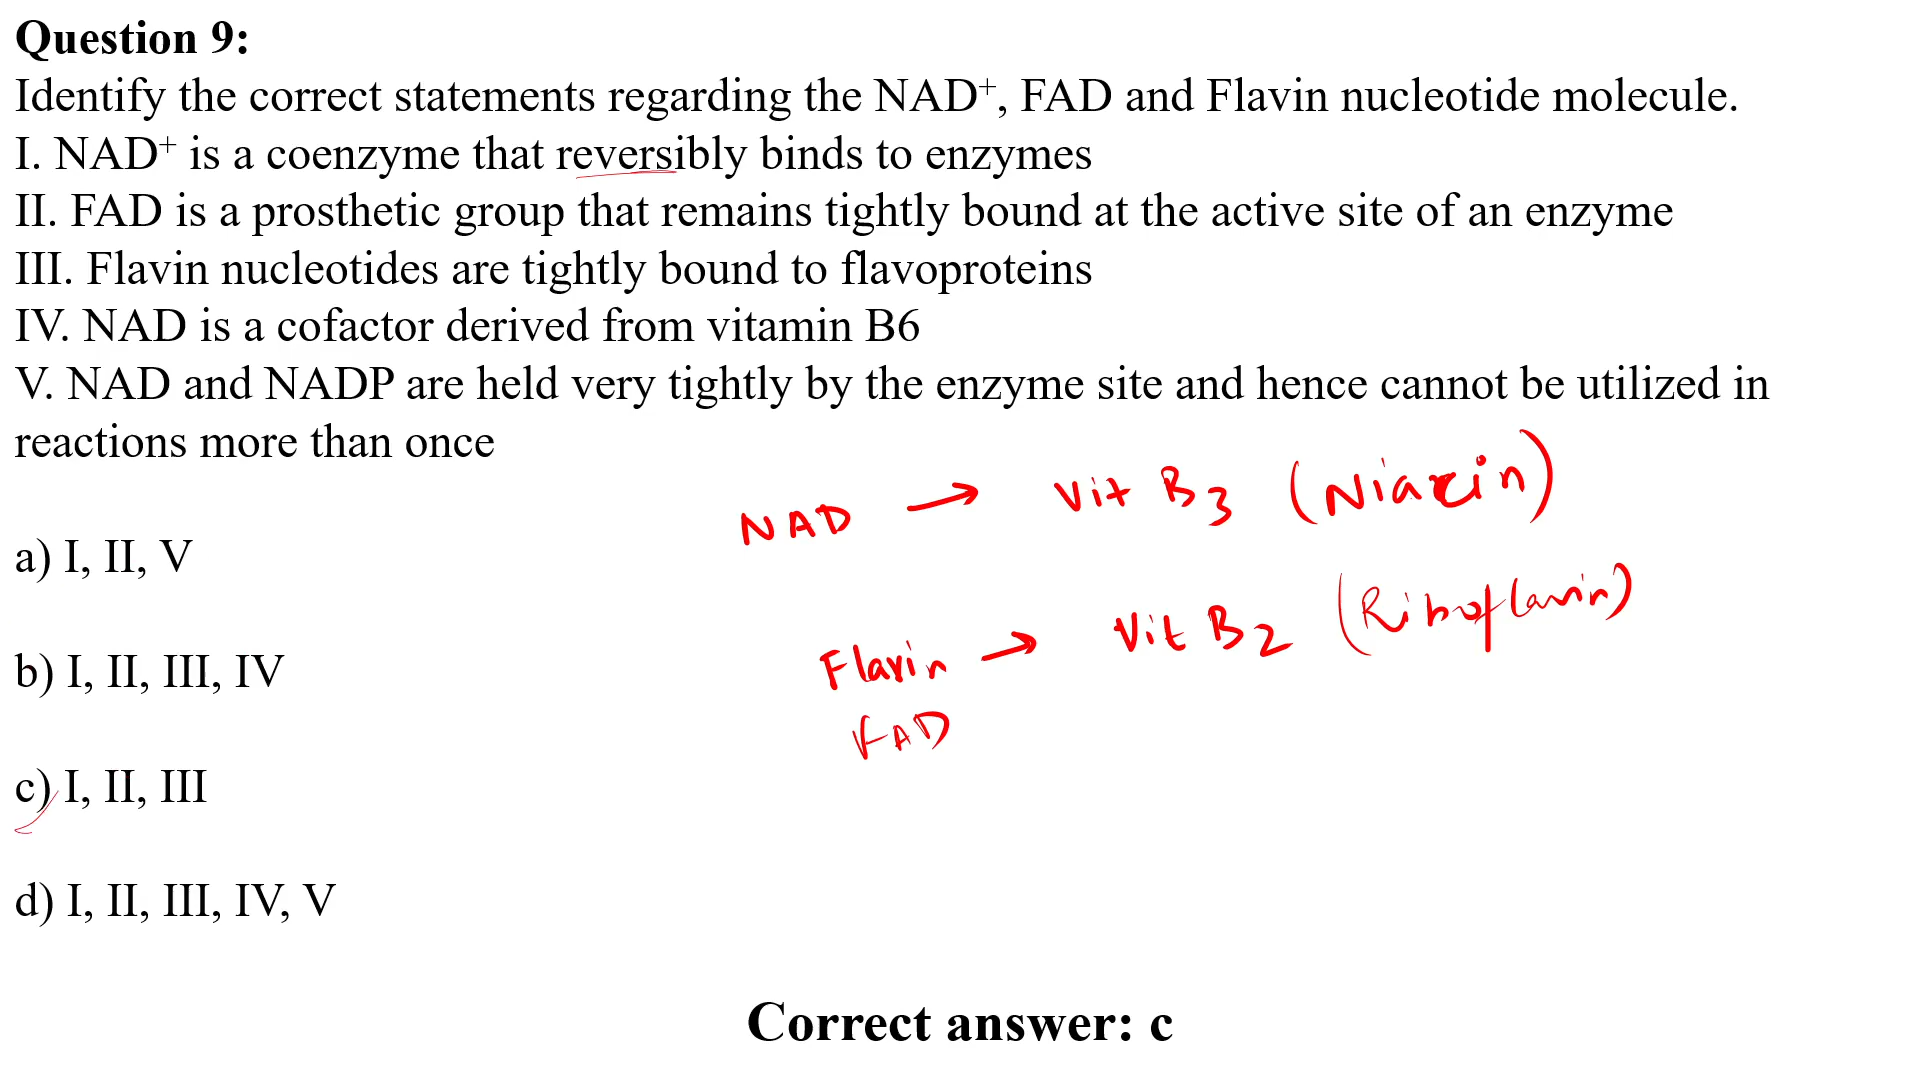 Question 9:
Identify the correct statements regarding the NAD⁺, FAD and Flavin nucleotide molecule.
I. NAD⁺ is a coenzyme that reversibly binds to enzymes
II. FAD is a prosthetic group that remains tightly bound at the active site of an enzyme
III. Flavin nucleotides are tightly bound to flavoproteins
IV. NAD is a cofactor derived from vitamin B6
V. NAD and NADP are held very tightly by the enzyme site and hence cannot be utilized in
reactions more than once
NAD → Vit B3 (Niacin)
a) I, II, V
Flavin → Vit B2 (Riboflavin)
b) I, II, III, IV
FAD
c) I, II, III
d) I, II, III, IV, V
Correct answer: c